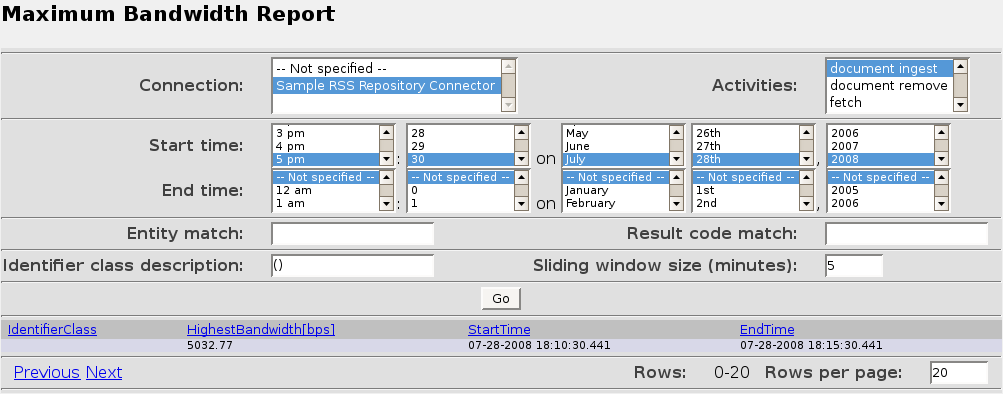 Maximum Bandwidth Report
Connection: -- Not specified -- Sample RSS Repository Connector Activities: document ingest document remove fetch
Start time: 3 pm 4 pm 5 pm : 28 29 30 on May June July 26th 27th 28th , 2006 2007 2008
End time: -- Not specified -- 12 am 1 am : -- Not specified -- 0 1 on -- Not specified -- January February -- Not specified -- 1st 2nd , -- Not specified -- 2005 2006
Entity match: Result code match:
Identifier class description: () Sliding window size (minutes): 5
Go
IdentifierClass HighestBandwidth[bps] StartTime EndTime
5032.77 07-28-2008 18:10:30.441 07-28-2008 18:15:30.441
Previous Next Rows: 0-20 Rows per page: 20